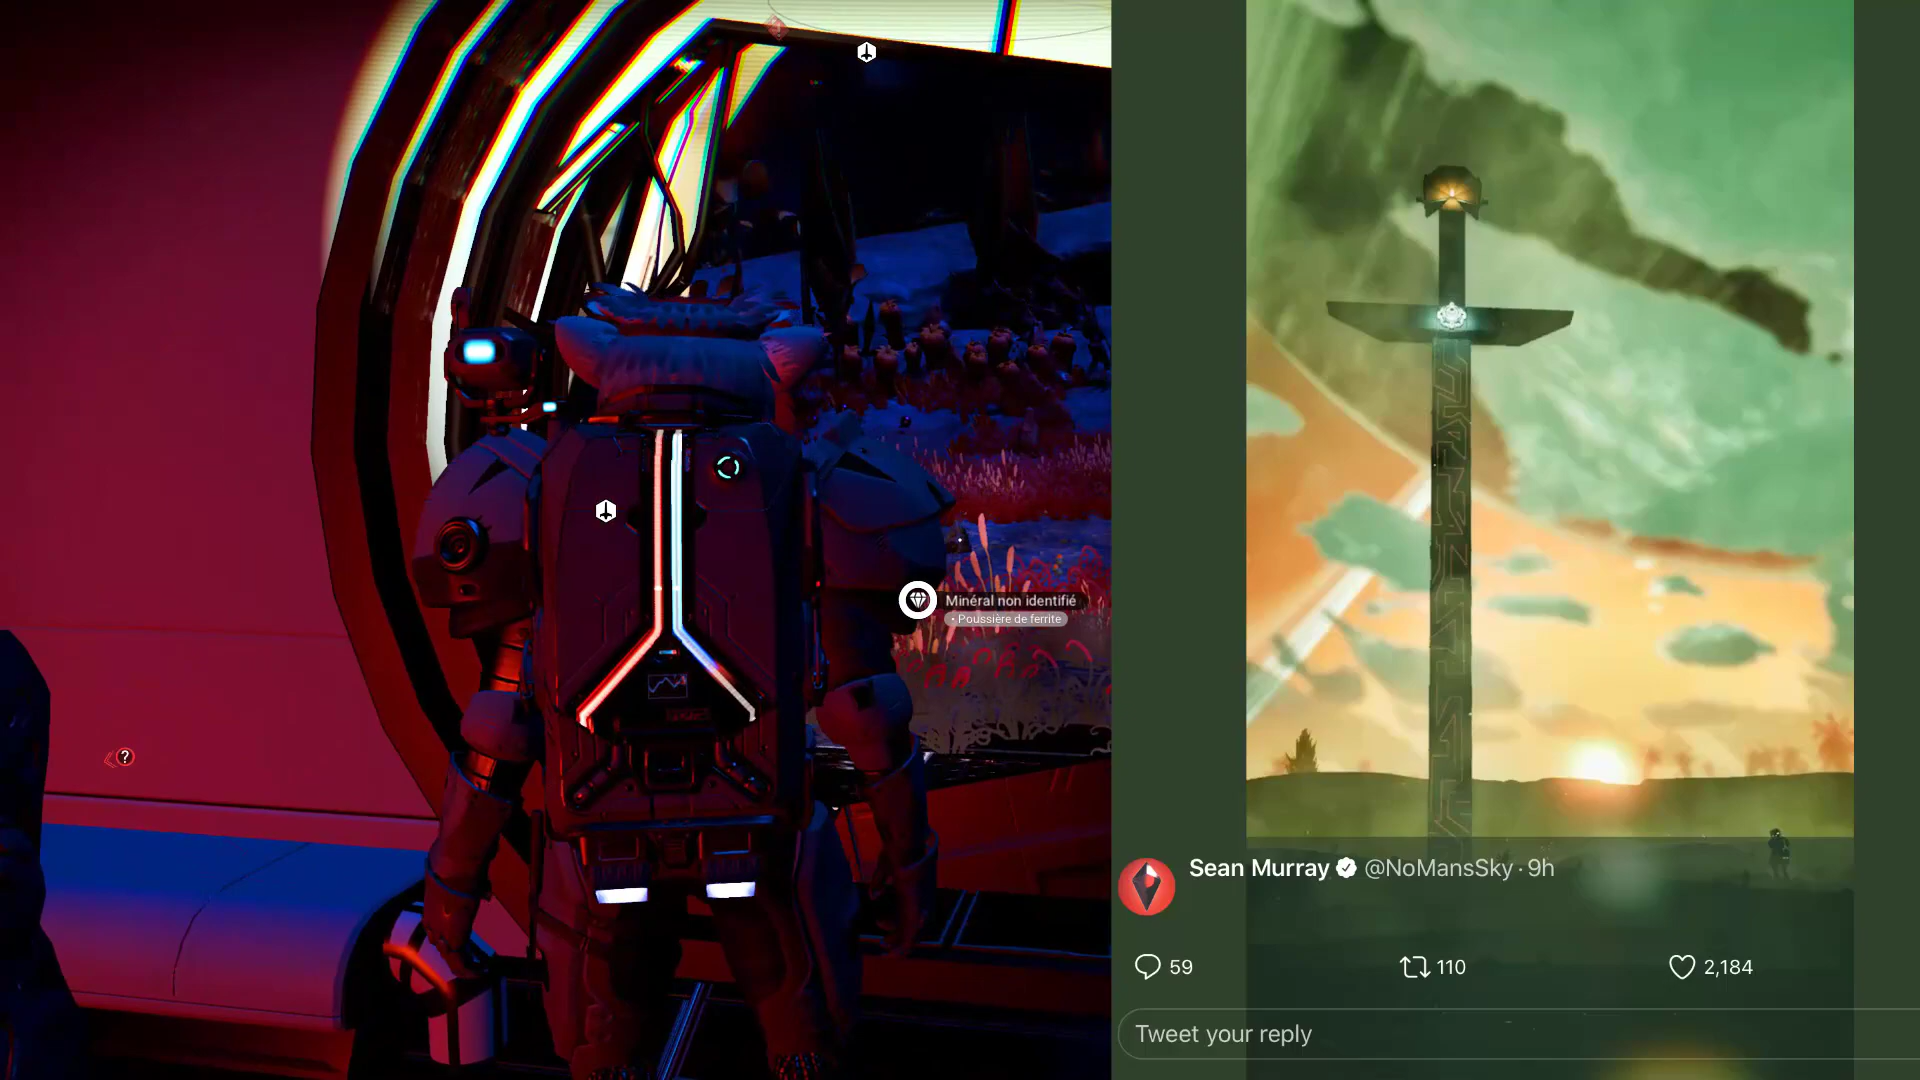 Minéral non identifié
• Poussière de ferrite
?
Sean Murray @NoMansSky · 9h
59 110 2,184
Tweet your reply